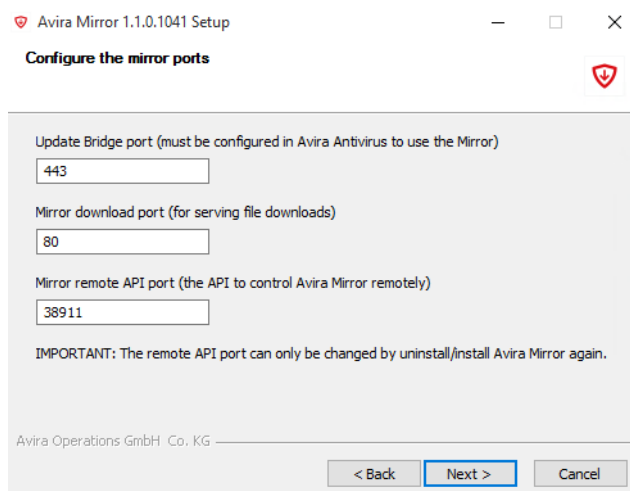 Avira Mirror 1.1.0.1041 Setup
Configure the mirror ports
Update Bridge port (must be configured in Avira Antivirus to use the Mirror)
443
Mirror download port (for serving file downloads)
80
Mirror remote API port (the API to control Avira Mirror remotely)
38911
IMPORTANT: The remote API port can only be changed by uninstall/install Avira Mirror again.
Avira Operations GmbH Co. KG
< Back Next > Cancel